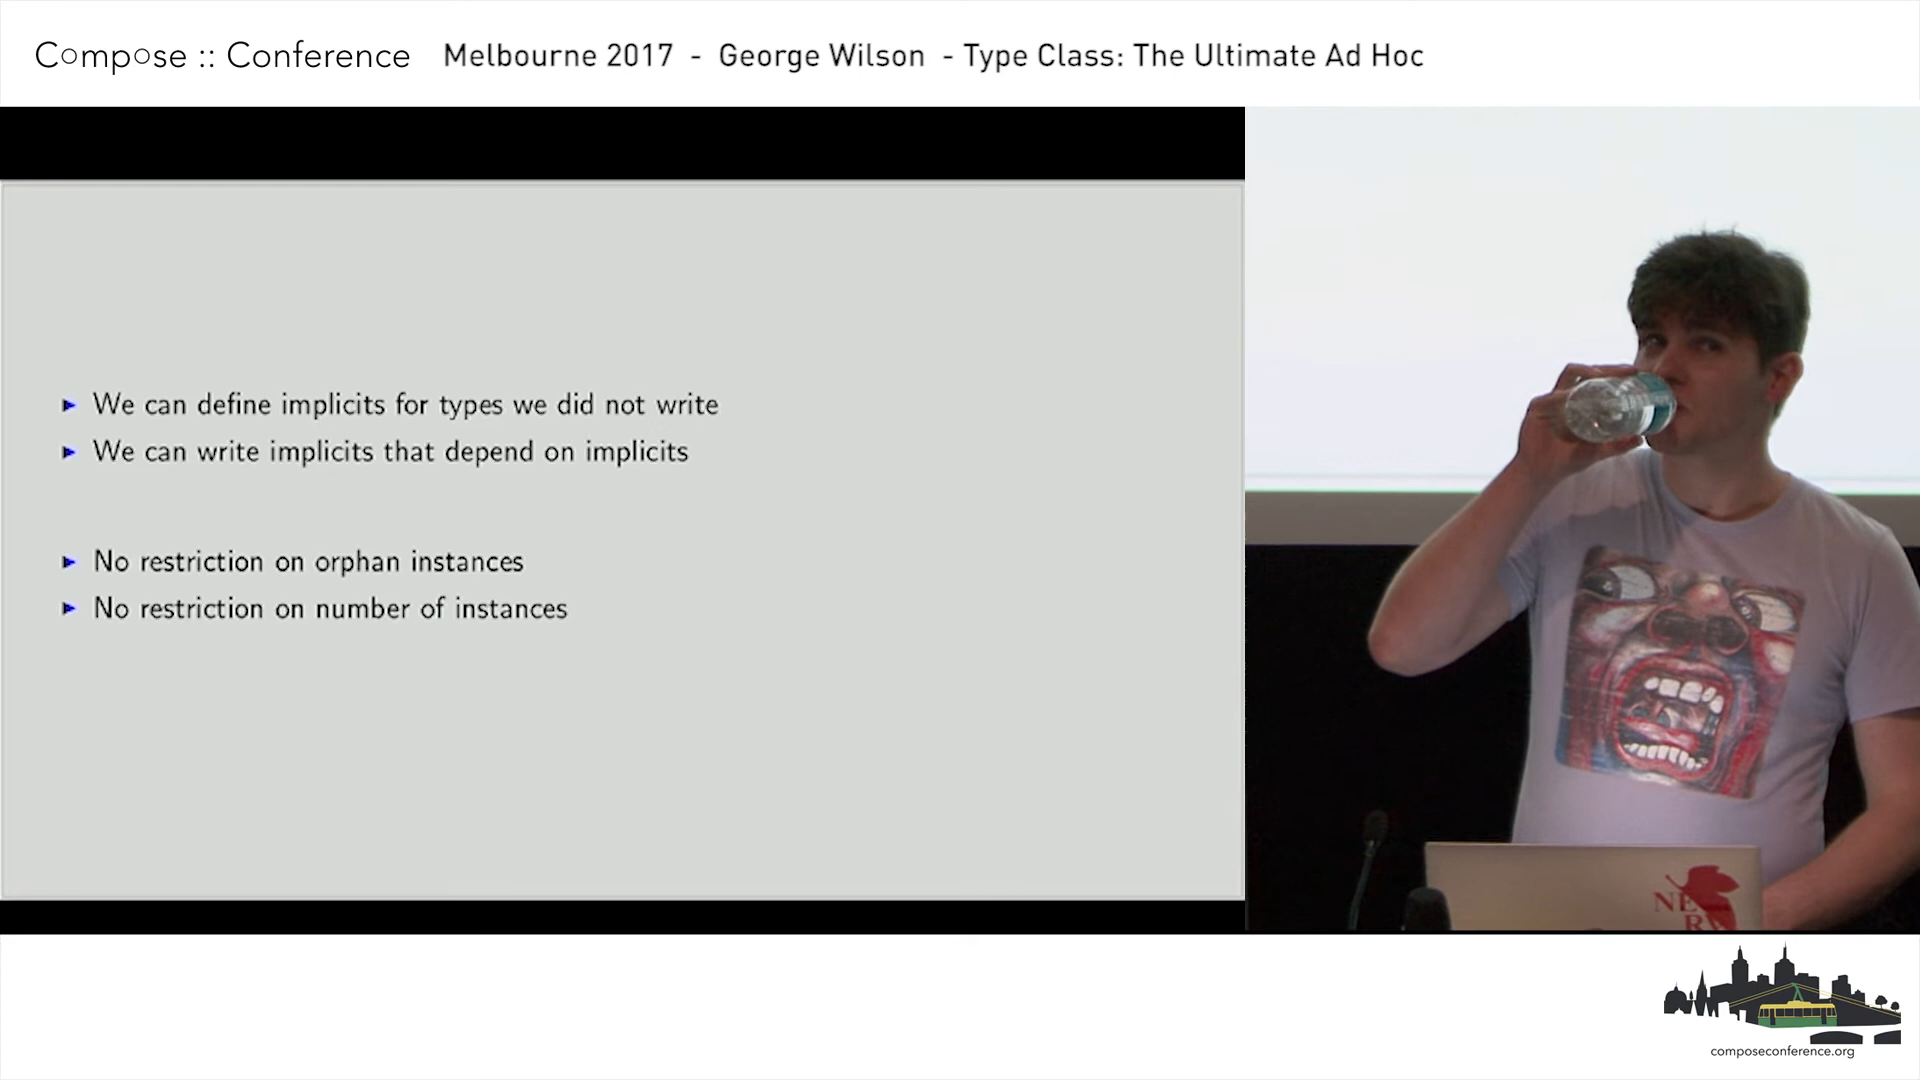 Compose :: Conference Melbourne 2017 - George Wilson - Type Class: The Ultimate Ad Hoc
We can define implicits for types we did not write
We can write implicits that depend on implicits
No restriction on orphan instances
No restriction on number of instances
NE
R
composeconference.org